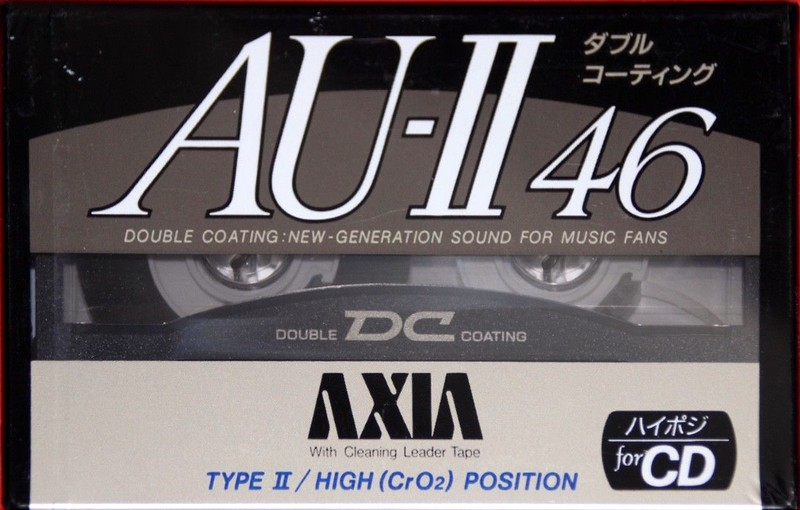 AU-II 46
ダブル
コーティング
DOUBLE COATING:NEW-GENERATION SOUND FOR MUSIC FANS
DOUBLE DC COATING
AXIA
With Cleaning Leader Tape
TYPE II/HIGH (CrO2) POSITION
ハイポジ
for CD